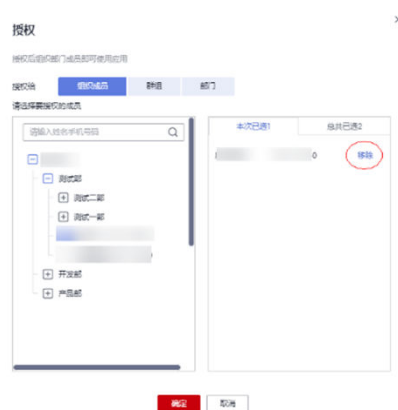 授权
授权后组织部门成员即可使用应用
授权给 组织成员 群组 部门
请选择要授权的成员
请输入姓名手机号码
测试部
测试二部
测试一部
开发部
产品部
本次已选1 总共已选2
0 移除
确定 取消